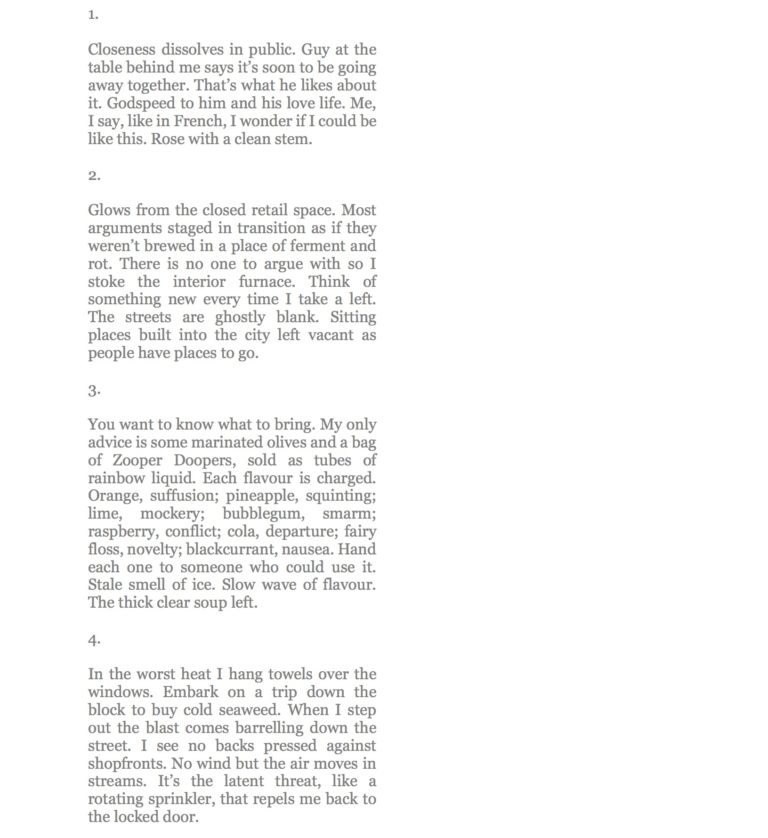 1.
Closeness dissolves in public. Guy at the
table behind me says it’s soon to be going
away together. That’s what he likes about
it. Godspeed to him and his love life. Me,
I say, like in French, I wonder if I could be
like this. Rose with a clean stem.
2.
Glows from the closed retail space. Most
arguments staged in transition as if they
weren’t brewed in a place of ferment and
rot. There is no one to argue with so I
stoke the interior furnace. Think of
something new every time I take a left.
The streets are ghostly blank. Sitting
places built into the city left vacant as
people have places to go.
3.
You want to know what to bring. My only
advice is some marinated olives and a bag
of Zooper Doopers, sold as tubes of
rainbow liquid. Each flavour is charged.
Orange, suffusion; pineapple, squinting;
lime, mockery; bubblegum, smarm;
raspberry, conflict; cola, departure; fairy
floss, novelty; blackcurrant, nausea. Hand
each one to someone who could use it.
Stale smell of ice. Slow wave of flavour.
The thick clear soup left.
4.
In the worst heat I hang towels over the
windows. Embark on a trip down the
block to buy cold seaweed. When I step
out the blast comes barrelling down the
street. I see no backs pressed against
shopfronts. No wind but the air moves in
streams. It’s the latent threat, like a
rotating sprinkler, that repels me back to
the locked door.